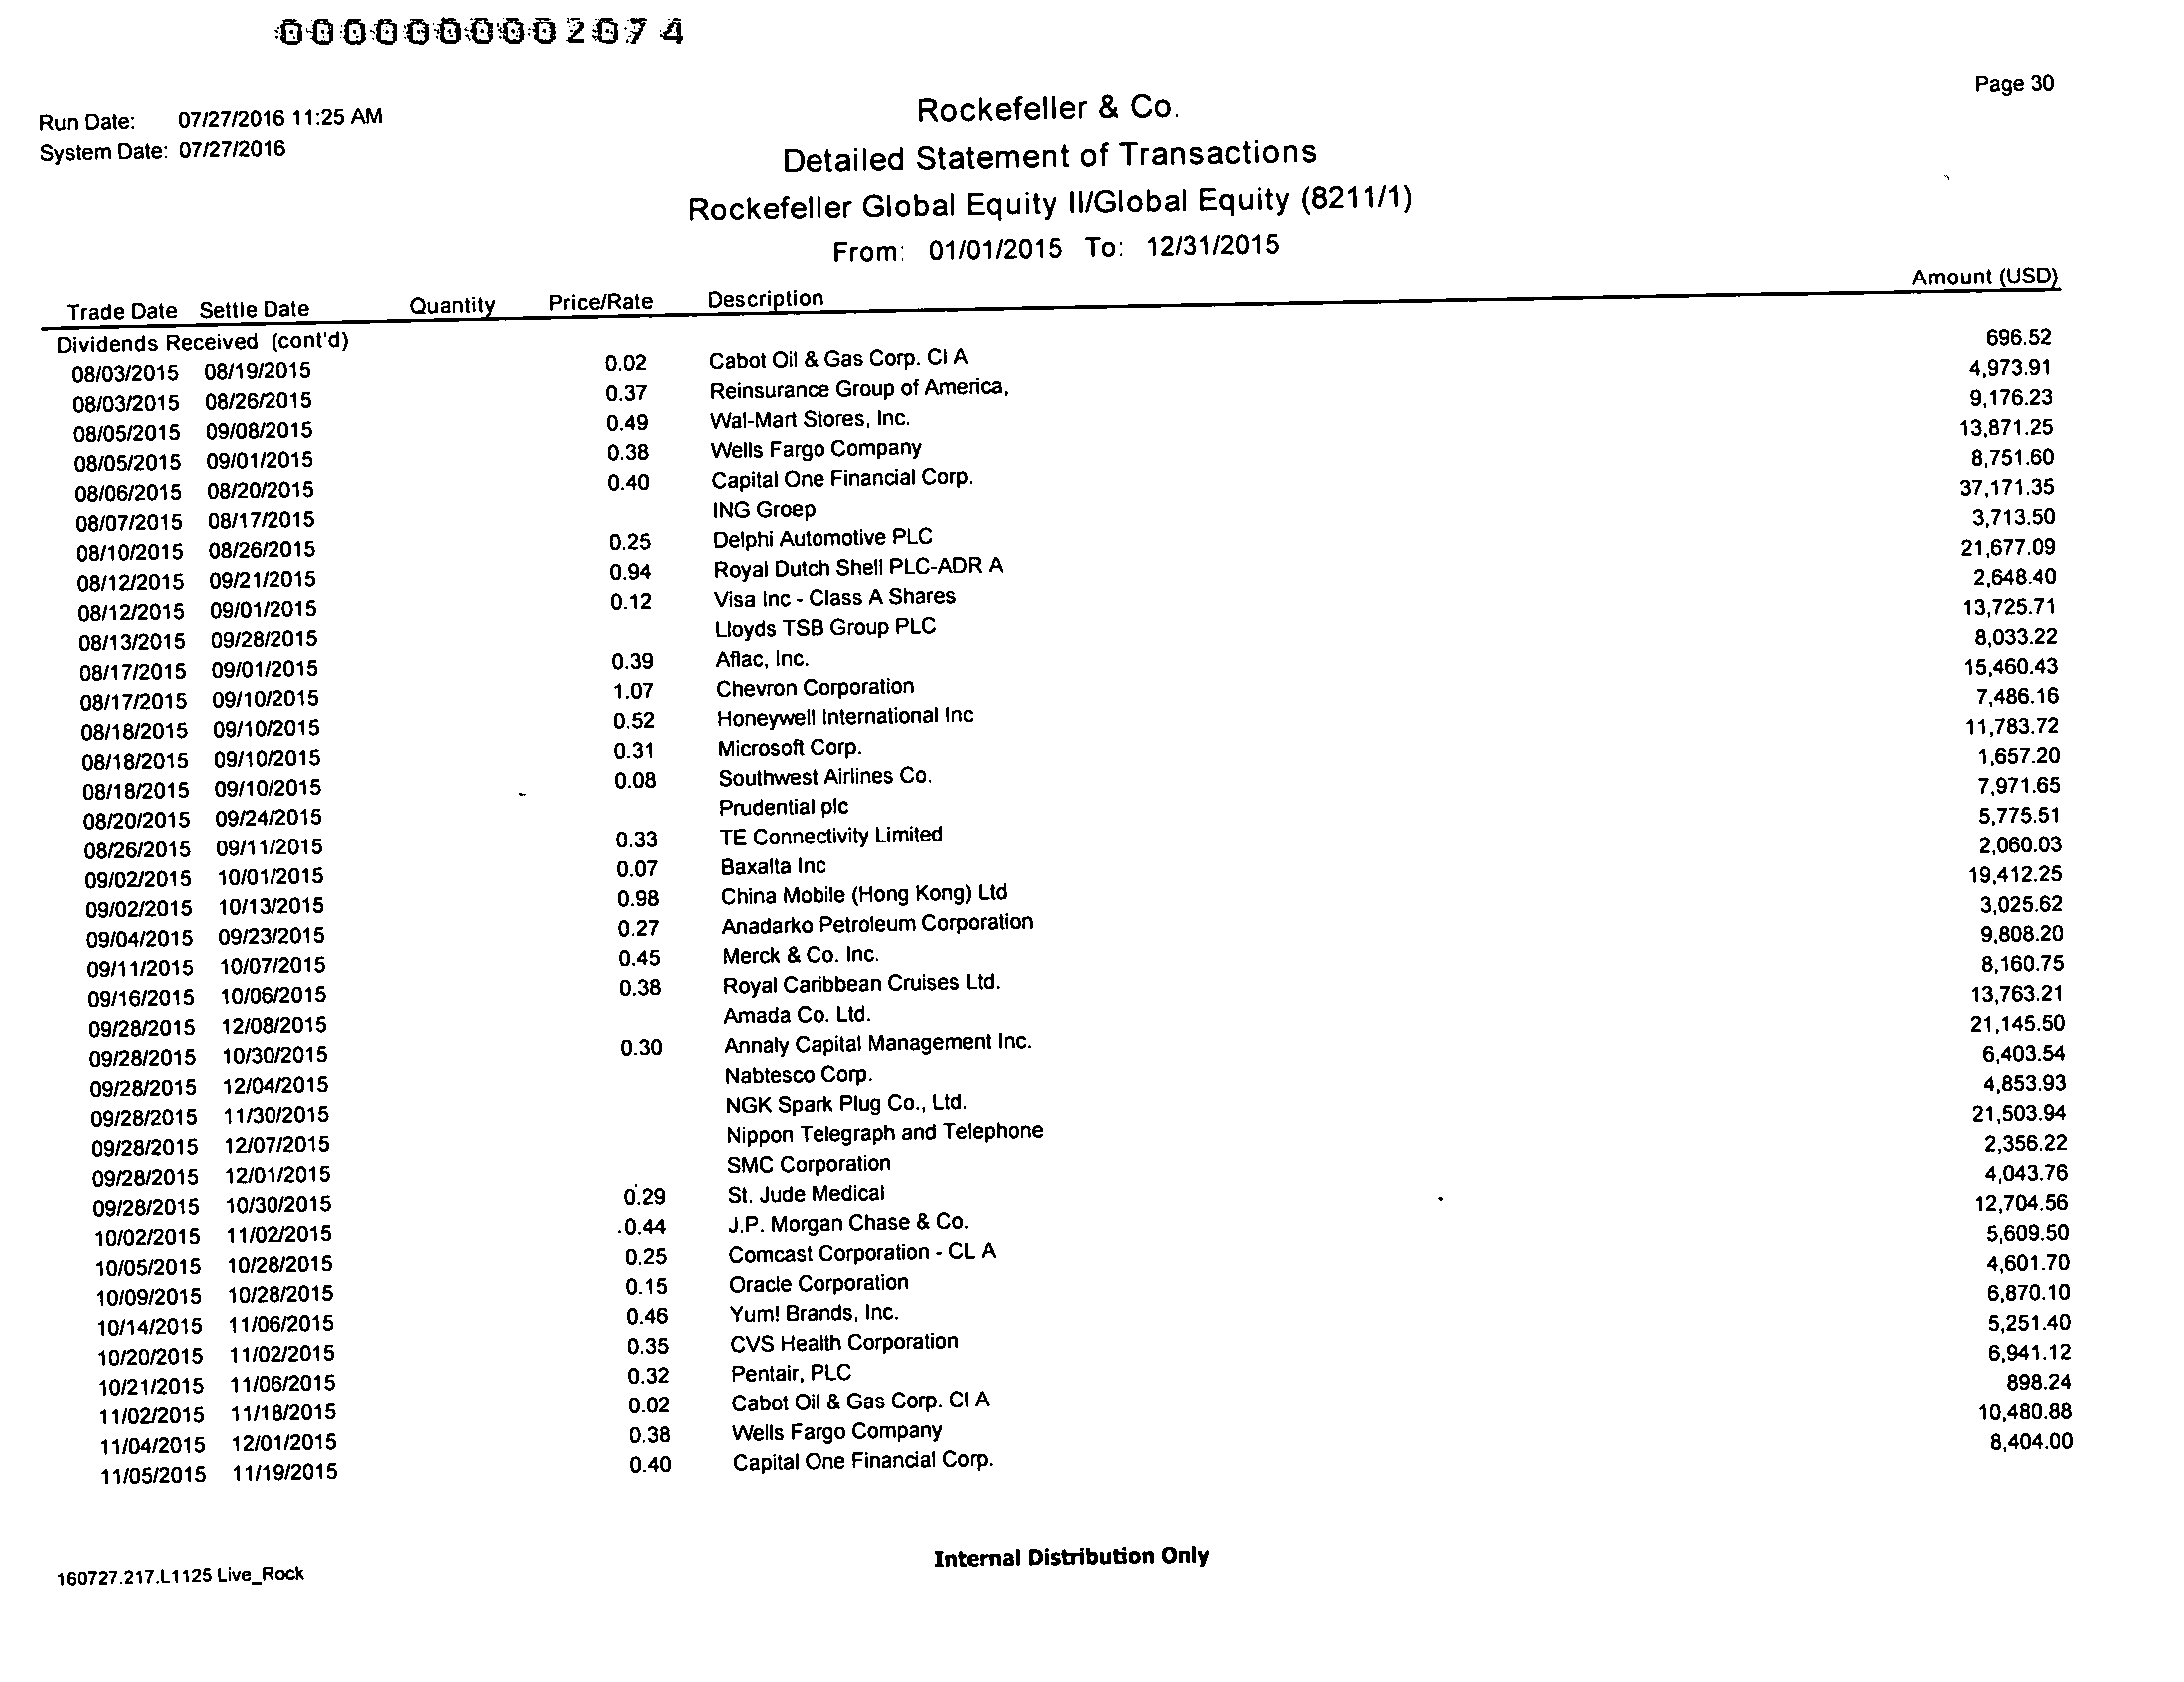 000000002074
Page 30
Run Date: 07/27/2016 11:25 AM
System Date: 07/27/2016
Rockefeller & Co.
Detailed Statement of Transactions
Rockefeller Global Equity II/Global Equity (8211/1)
From: 01/01/2015 To: 12/31/2015
Trade Date Settle Date Quantity Price/Rate Description Amount (USD)
Dividends Received (cont'd)
08/03/2015 08/19/2015 0.02 Cabot Oil & Gas Corp. Cl A 696.52
08/03/2015 08/26/2015 0.37 Reinsurance Group of America, 4,973.91
08/05/2015 09/08/2015 0.49 Wal-Mart Stores, Inc. 9,176.23
08/05/2015 09/01/2015 0.38 Wells Fargo Company 13,871.25
08/06/2015 08/20/2015 0.40 Capital One Financial Corp. 8,751.60
08/07/2015 08/17/2015 ING Groep 37,171.35
08/10/2015 08/26/2015 0.25 Delphi Automotive PLC 3,713.50
08/12/2015 09/21/2015 0.94 Royal Dutch Shell PLC-ADR A 21,677.09
08/12/2015 09/01/2015 0.12 Visa Inc - Class A Shares 2,648.40
08/13/2015 09/28/2015 Lloyds TSB Group PLC 13,725.71
08/17/2015 09/01/2015 0.39 Aflac, Inc. 8,033.22
08/17/2015 09/10/2015 1.07 Chevron Corporation 15,460.43
08/18/2015 09/10/2015 0.52 Honeywell International Inc 7,486.16
08/18/2015 09/10/2015 0.31 Microsoft Corp. 11,783.72
08/18/2015 09/10/2015 0.08 Southwest Airlines Co. 1,657.20
08/20/2015 09/24/2015 Prudential plc 7,971.65
08/26/2015 09/11/2015 0.33 TE Connectivity Limited 5,775.51
09/02/2015 10/01/2015 0.07 Baxalta Inc 2,060.03
09/02/2015 10/13/2015 0.98 China Mobile (Hong Kong) Ltd 19,412.25
09/04/2015 09/23/2015 0.27 Anadarko Petroleum Corporation 3,025.62
09/11/2015 10/07/2015 0.45 Merck & Co. Inc. 9,808.20
09/16/2015 10/06/2015 0.38 Royal Caribbean Cruises Ltd. 8,160.75
09/28/2015 12/08/2015 Amada Co. Ltd. 13,763.21
09/28/2015 10/30/2015 0.30 Annaly Capital Management Inc. 21,145.50
09/28/2015 12/04/2015 Nabtesco Corp. 6,403.54
09/28/2015 11/30/2015 NGK Spark Plug Co., Ltd. 4,853.93
09/28/2015 12/07/2015 Nippon Telegraph and Telephone 21,503.94
09/28/2015 12/01/2015 SMC Corporation 2,356.22
09/28/2015 10/30/2015 0.29 St. Jude Medical 4,043.76
10/02/2015 11/02/2015 0.44 J.P. Morgan Chase & Co. 12,704.56
10/05/2015 10/28/2015 0.25 Comcast Corporation - CL A 5,609.50
10/09/2015 10/28/2015 0.15 Oracle Corporation 4,601.70
10/14/2015 11/06/2015 0.46 Yum! Brands, Inc. 6,870.10
10/20/2015 11/02/2015 0.35 CVS Health Corporation 5,251.40
10/21/2015 11/06/2015 0.32 Pentair, PLC 6,941.12
11/02/2015 11/18/2015 0.02 Cabot Oil & Gas Corp. Cl A 898.24
11/04/2015 12/01/2015 0.38 Wells Fargo Company 10,480.88
11/05/2015 11/19/2015 0.40 Capital One Financial Corp. 8,404.00
Internal Distribution Only
160727.217.L1125 Live_Rock